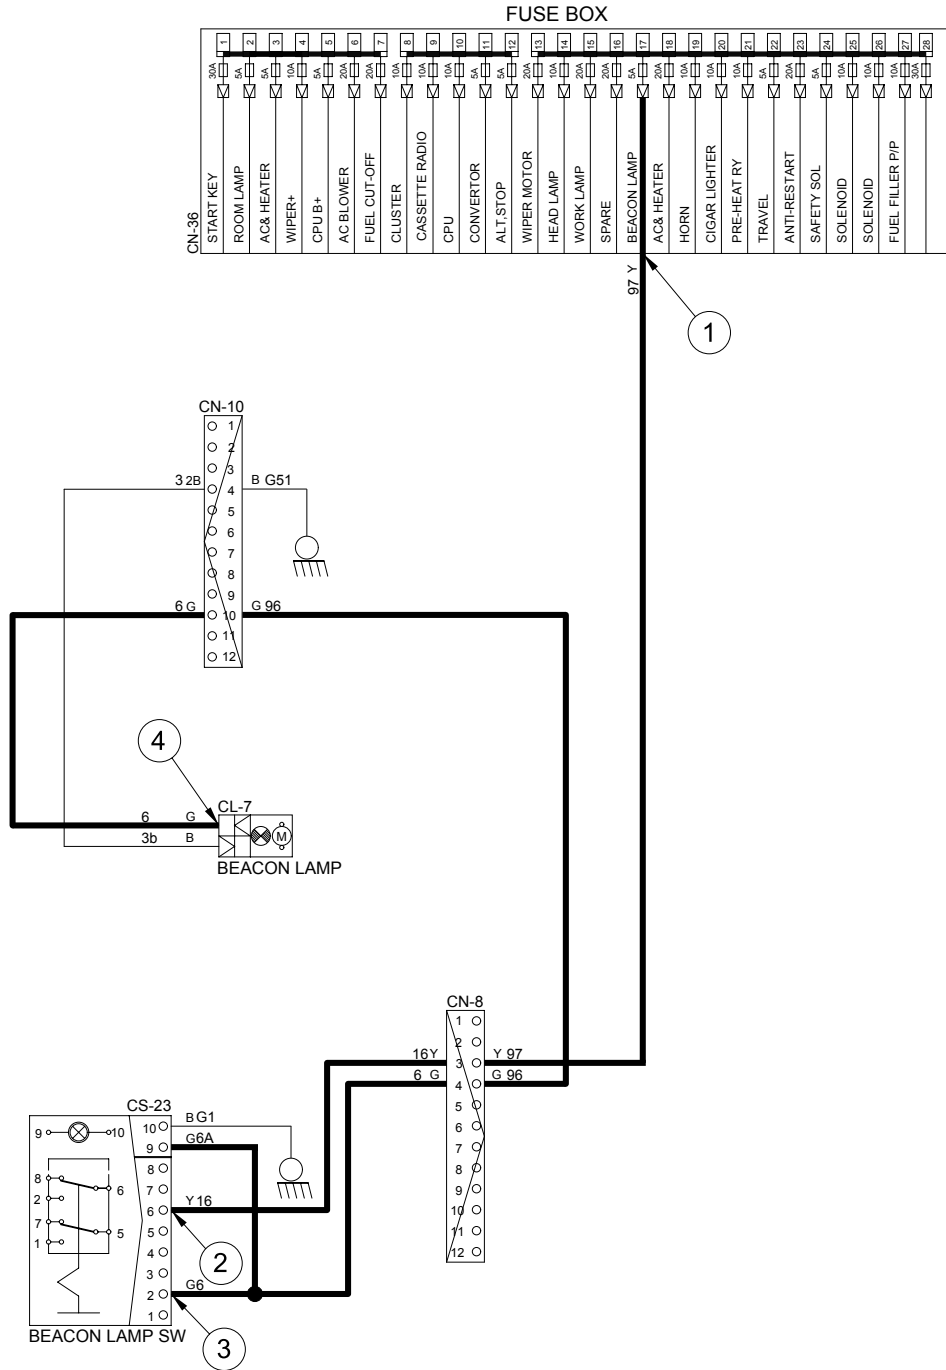 FUSE BOX
1 2 3 4 5 6 7 8 9 10 11 12 13 14 15 16 17 18 19 20 21 22 23 24 25 26 27 28
30A 5A 5A 10A 5A 20A 20A 10A 10A 10A 5A 5A 20A 10A 20A 20A 5A 20A 10A 10A 10A 5A 20A 5A 10A 10A 10A 30A
CN-36
START KEY
ROOM LAMP
AC& HEATER
WIPER+
CPU B+
AC BLOWER
FUEL CUT-OFF
CLUSTER
CASSETTE RADIO
CPU
CONVERTOR
ALT,STOP
WIPER MOTOR
HEAD LAMP
WORK LAMP
SPARE
BEACON LAMP
AC& HEATER
HORN
CIGAR LIGHTER
PRE-HEAT RY
TRAVEL
ANTI-RESTART
SAFETY SOL
SOLENOID
SOLENOID
FUEL FILLER P/P
97 Y
1
CN-10
1
2
3
3 2B 4 B G51
5
6
7
8
9
6 G 10 G 96
11
12
4
CL-7
6 G
3b B
M
BEACON LAMP
CN-8
1
2
16Y 3 Y 97
6 G 4 G 96
5
6
7
8
9
10
11
12
CS-23
9 10 10 B G1
9 G6A
8 6 8
2 7
7 5 6 Y 16
1 5
4
3
2 G6
1
2
3
BEACON LAMP SW